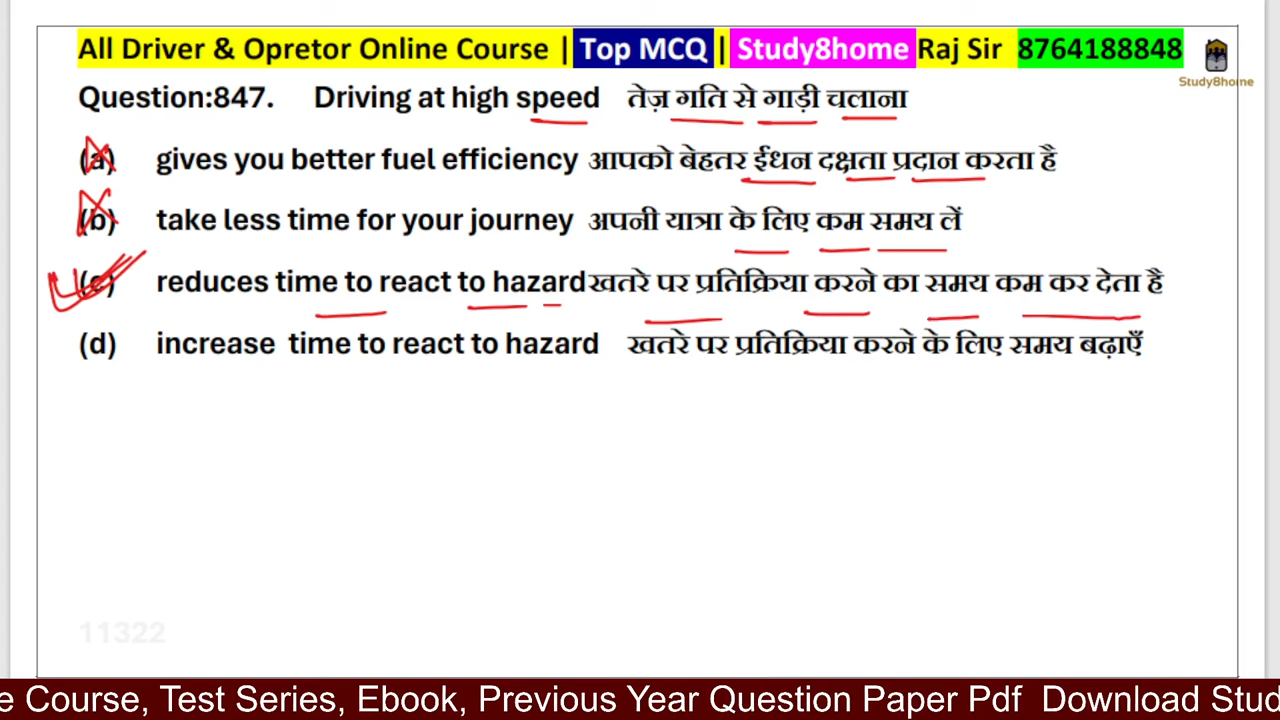 All Driver & Opretor Online Course | Top MCQ | Study8home Raj Sir 8764188848
Study8home
Question:847. Driving at high speed तेज़ गति से गाड़ी चलाना
(a) gives you better fuel efficiency आपको बेहतर ईंधन दक्षता प्रदान करता है
(b) take less time for your journey अपनी यात्रा के लिए कम समय लें
(c) reduces time to react to hazard खतरे पर प्रतिक्रिया करने का समय कम कर देता है
(d) increase time to react to hazard खतरे पर प्रतिक्रिया करने के लिए समय बढ़ाएँ
11322
e Course, Test Series, Ebook, Previous Year Question Paper Pdf Download Stud